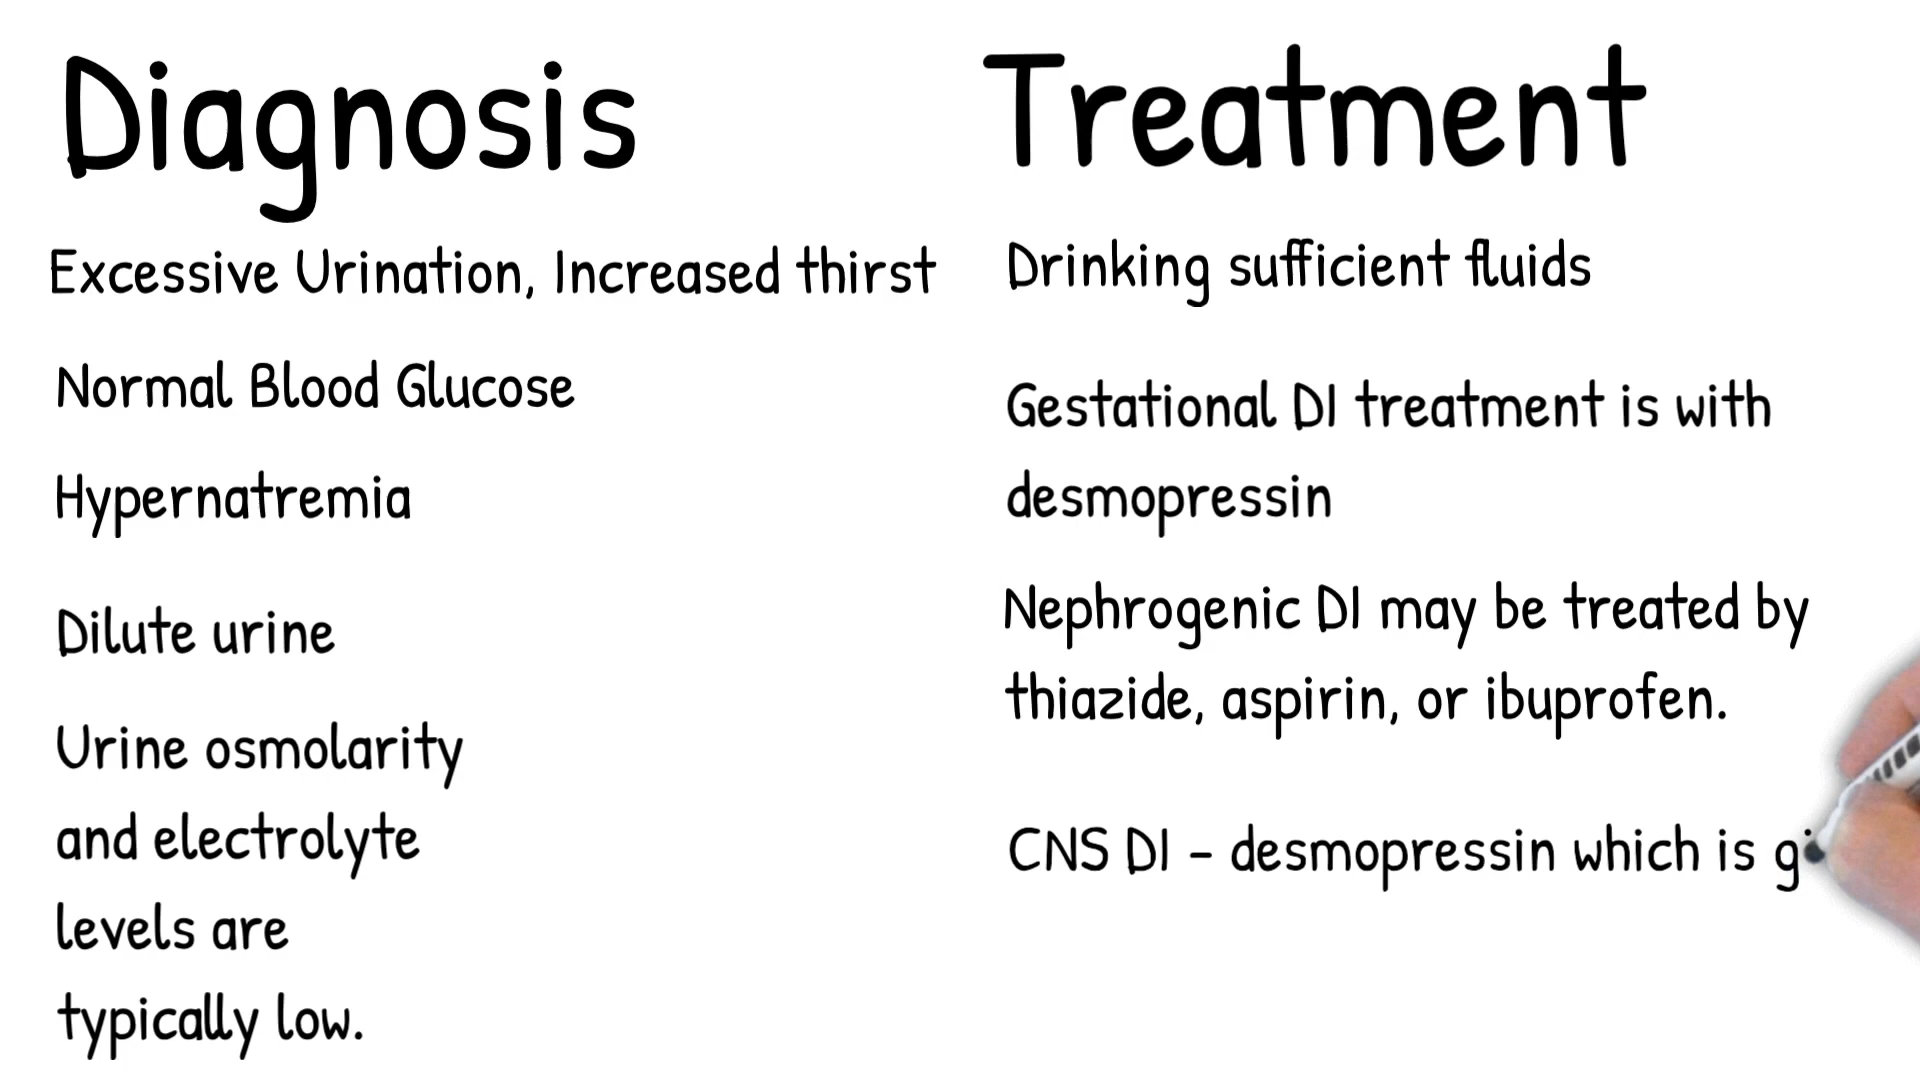 Diagnosis
Excessive Urination, Increased thirst
Normal Blood Glucose
Hypernatremia
Dilute urine
Urine osmolarity
and electrolyte
levels are
typically low.
Treatment
Drinking sufficient fluids
Gestational DI treatment is with
desmopressin
Nephrogenic DI may be treated by
thiazide, aspirin, or ibuprofen.
CNS DI - desmopressin which is